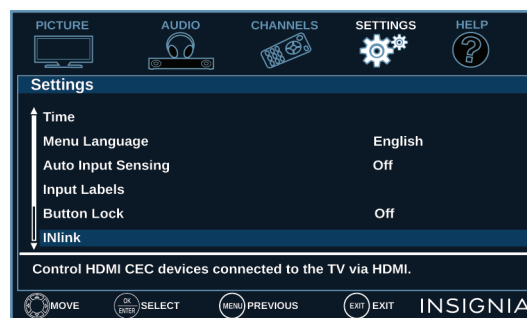 PICTURE AUDIO CHANNELS SETTINGS HELP
Settings
Time
Menu Language English
Auto Input Sensing Off
Input Labels
Button Lock Off
INlink
Control HDMI CEC devices connected to the TV via HDMI.
MOVE OK ENTER SELECT MENU PREVIOUS EXIT EXIT INSIGNIA